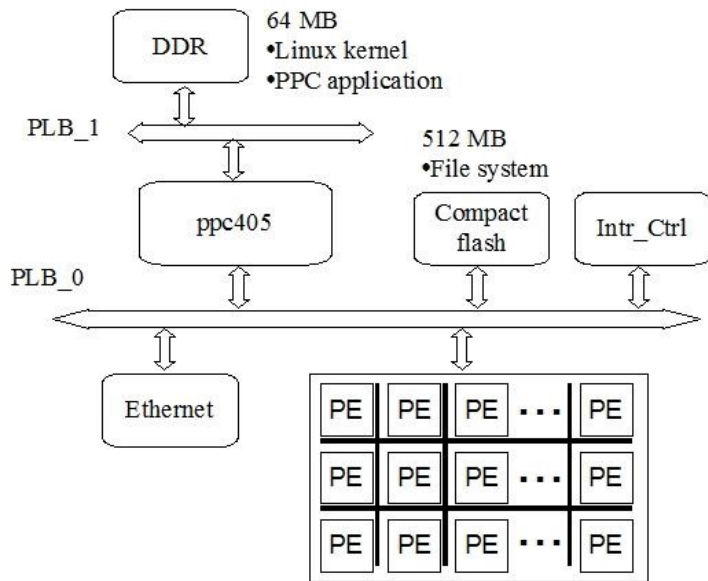 DDR
64 MB
•Linux kernel
•PPC application
PLB_1
512 MB
•File system
ppc405
Compact
flash
Intr_Ctrl
PLB_0
Ethernet
PE PE PE ... PE
PE PE PE ... PE
PE PE PE ... PE